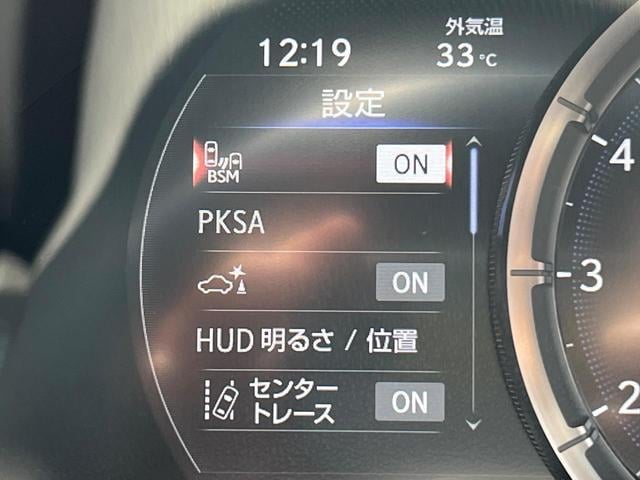 外気温
12:19 33℃
設定
BSM ON
PKSA
ON
HUD 明るさ / 位置
センター
トレース ON
4
3
2